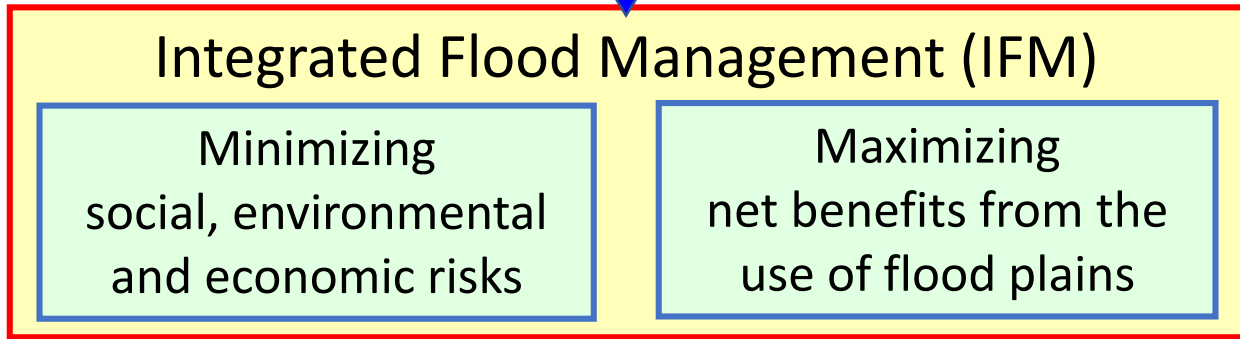 Integrated Flood Management (IFM)
Minimizing
social, environmental
and economic risks
Maximizing
net benefits from the
use of flood plains